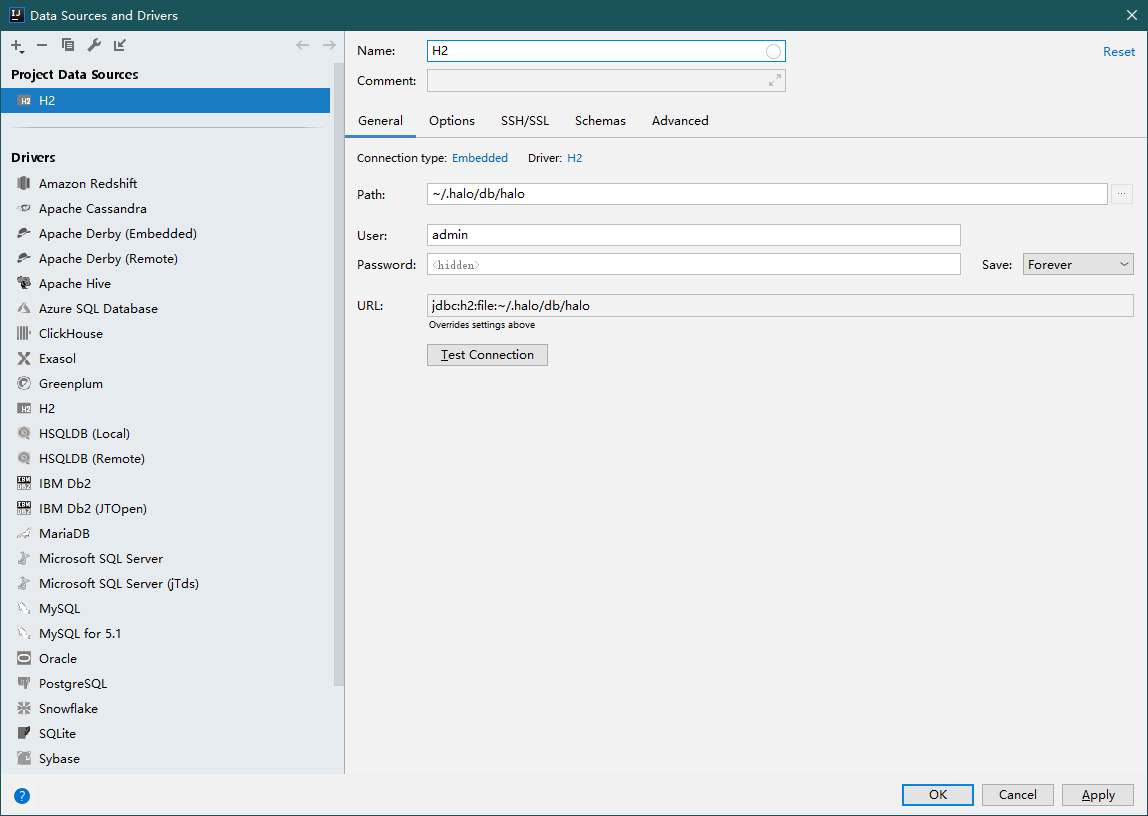 Data Sources and Drivers
Project Data Sources
H2
Drivers
Amazon Redshift
Apache Cassandra
Apache Derby (Embedded)
Apache Derby (Remote)
Apache Hive
Azure SQL Database
ClickHouse
Exasol
Greenplum
H2
HSQLDB (Local)
HSQLDB (Remote)
IBM Db2
IBM Db2 (JTOpen)
MariaDB
Microsoft SQL Server
Microsoft SQL Server (jTds)
MySQL
MySQL for 5.1
Oracle
PostgreSQL
Snowflake
SQLite
Sybase
Name: H2 Reset
Comment:
General Options SSH/SSL Schemas Advanced
Connection type: Embedded Driver: H2
Path: ~/.halo/db/halo ...
User: admin
Password: <hidden> Save: Forever
URL: jdbc:h2:file:~/.halo/db/halo
Overrides settings above
Test Connection
? OK Cancel Apply